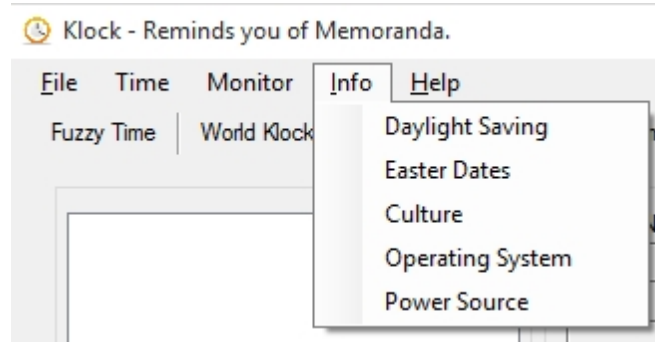 Klock - Reminds you of Memoranda.
File Time Monitor Info Help
Fuzzy Time World Klock
Daylight Saving
Easter Dates
Culture
Operating System
Power Source